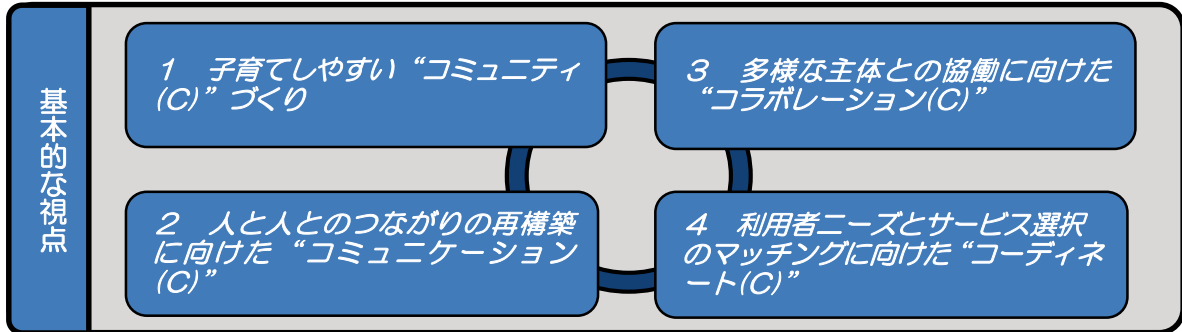 基本的な視点
１　子育てしやすい“コミュニティ
(C)”づくり
２　人と人とのつながりの再構築
に向けた“コミュニケーション
(C)”
３　多様な主体との協働に向けた
“コラボレーション(C)”
４　利用者ニーズとサービス選択
のマッチングに向けた“コーディネ
ート(C)”